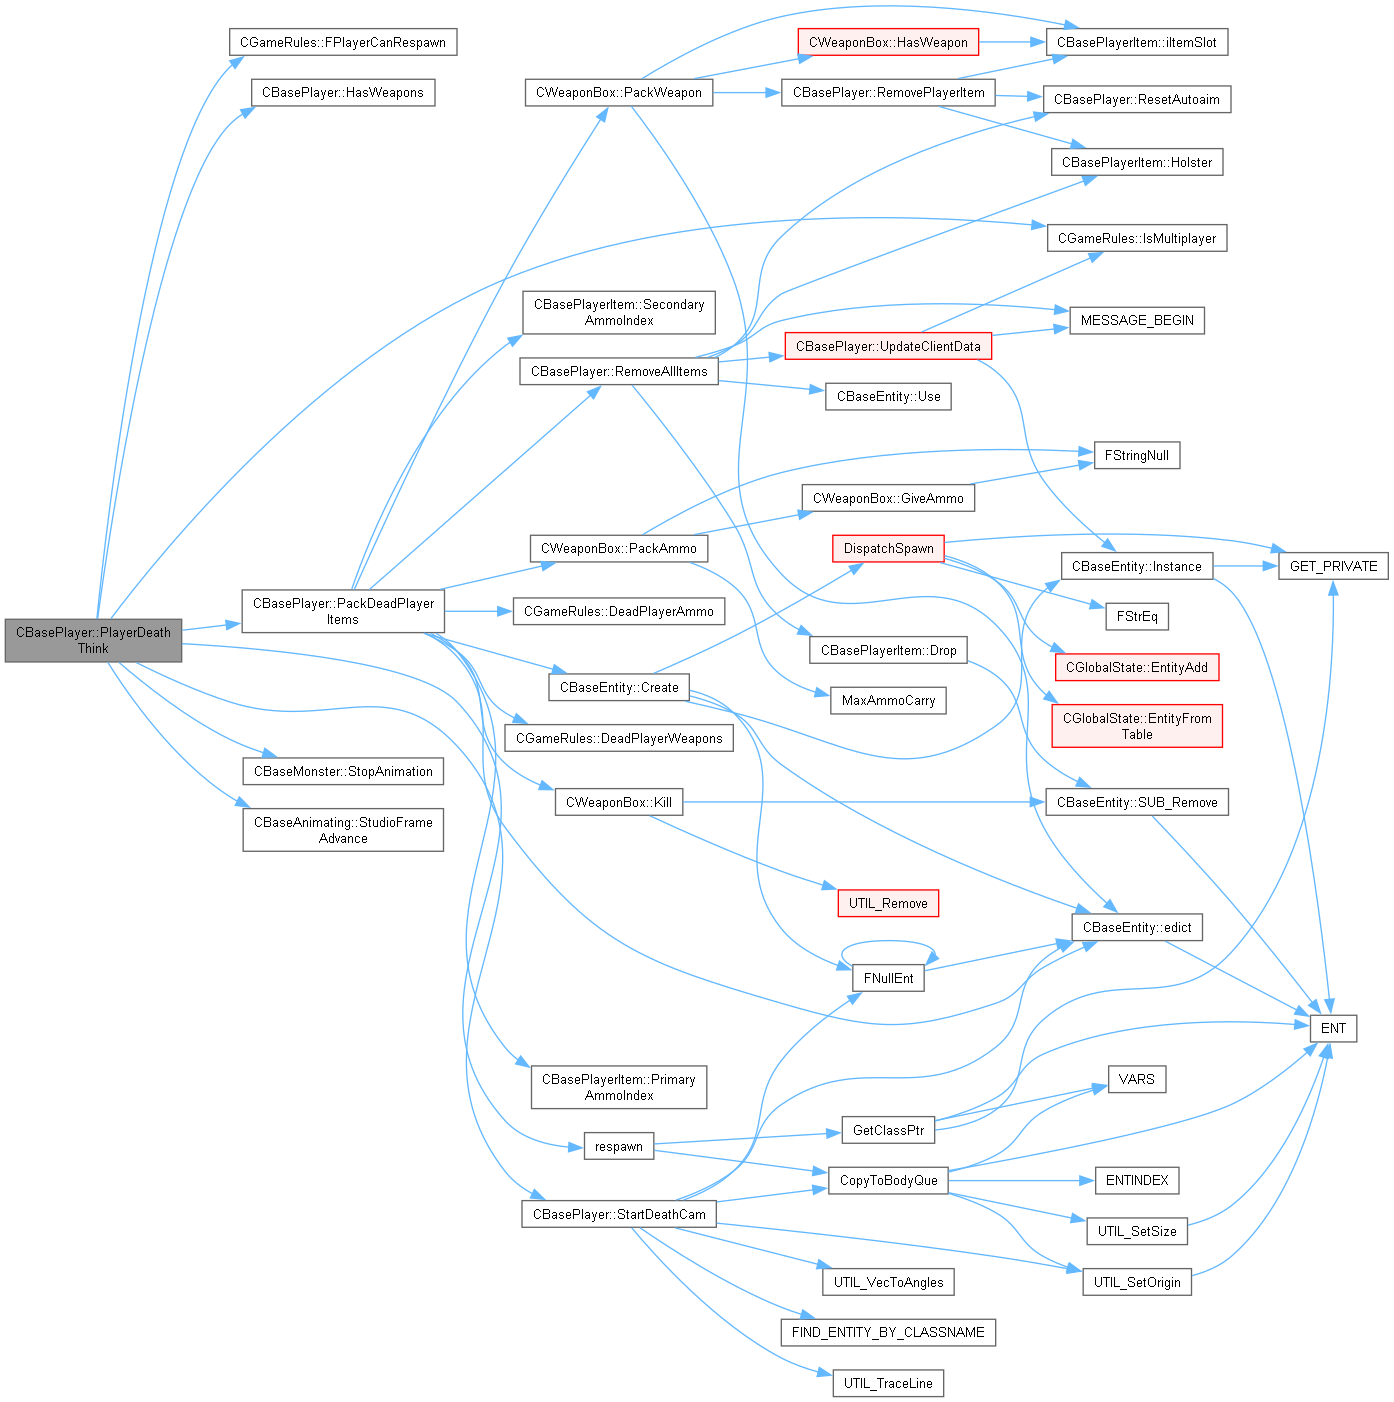 CBasePlayer::PlayerDeath
Think
CGameRules::FPlayerCanRespawn
CBasePlayer::HasWeapons
CBasePlayer::PackDeadPlayer
Items
CBaseMonster::StopAnimation
CBaseAnimating::StudioFrame
Advance
CWeaponBox::PackWeapon
CBasePlayerItem::Secondary
AmmoIndex
CBasePlayer::RemoveAllItems
CWeaponBox::PackAmmo
CGameRules::DeadPlayerAmmo
CBaseEntity::Create
CGameRules::DeadPlayerWeapons
CWeaponBox::Kill
CBasePlayerItem::Primary
AmmoIndex
respawn
CBasePlayer::StartDeathCam
CWeaponBox::HasWeapon
CBasePlayer::RemovePlayerItem
CBasePlayer::UpdateClientData
CBaseEntity::Use
CWeaponBox::GiveAmmo
DispatchSpawn
CBasePlayerItem::Drop
MaxAmmoCarry
UTIL_Remove
FNullEnt
GetClassPtr
CopyToBodyQue
UTIL_VecToAngles
FIND_ENTITY_BY_CLASSNAME
UTIL_TraceLine
CBasePlayerItem::iItemSlot
CBasePlayer::ResetAutoaim
CBasePlayerItem::Holster
CGameRules::IsMultiplayer
MESSAGE_BEGIN
FStringNull
CBaseEntity::Instance
FStrEq
CGlobalState::EntityAdd
CGlobalState::EntityFrom
Table
CBaseEntity::SUB_Remove
CBaseEntity::edict
VARS
ENTINDEX
UTIL_SetSize
UTIL_SetOrigin
GET_PRIVATE
ENT